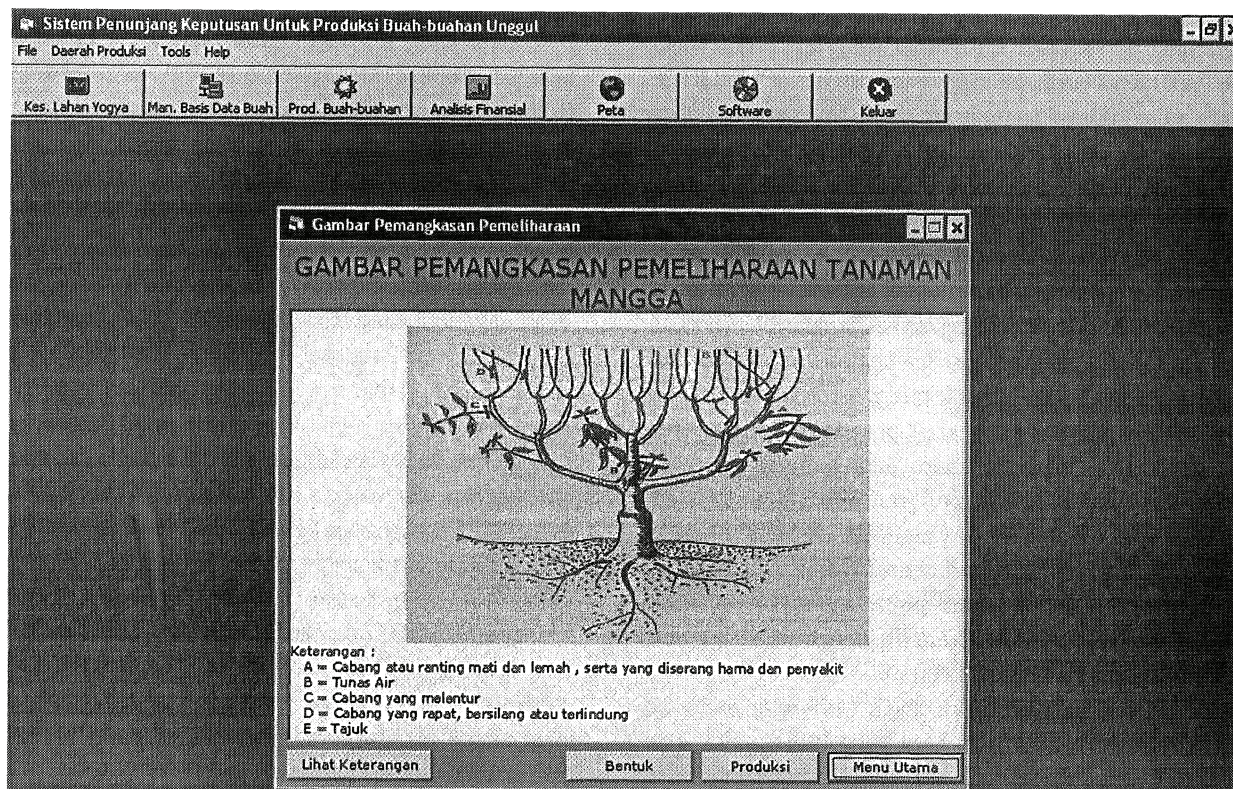 Sistem Penunjang Keputusan Untuk Produksi Buah-buahan Unggul
File Daerah Produksi Tools Help
Kes. Lahan Yogya Man. Basis Data Buah Prod. Buah-buahan Analisis Finansial Peta Software Keluar
Gambar Pemangkasan Pemeliharaan
GAMBAR PEMANGKASAN PEMELIHARAAN TANAMAN
MANGGA
D
C
B
Keterangan :
A = Cabang atau ranting mati dan lemah , serta yang diserang hama dan penyakit
B = Tunas Air
C = Cabang yang melentur
D = Cabang yang rapat, bersilang atau terlindung
E = Tajuk
Lihat Keterangan Bentuk Produksi Menu Utama